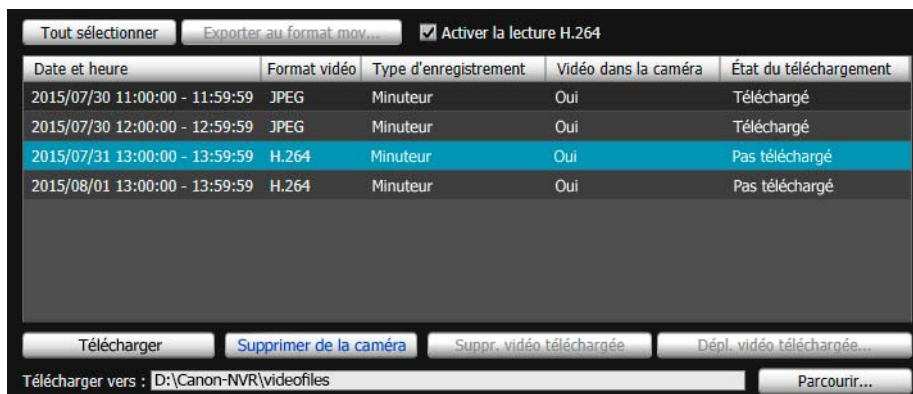 Tout sélectionner Exporter au format mov... Activer la lecture H.264
Date et heure Format vidéo Type d'enregistrement Vidéo dans la caméra État du téléchargement
2015/07/30 11:00:00 - 11:59:59 JPEG Minuteur Oui Téléchargé
2015/07/30 12:00:00 - 12:59:59 JPEG Minuteur Oui Téléchargé
2015/07/31 13:00:00 - 13:59:59 H.264 Minuteur Oui Pas téléchargé
2015/08/01 13:00:00 - 13:59:59 H.264 Minuteur Oui Pas téléchargé
Télécharger Supprimer de la caméra Suppr. vidéo téléchargée Dépl. vidéo téléchargée...
Télécharger vers : D:\Canon-NVR\videofiles Parcourir...